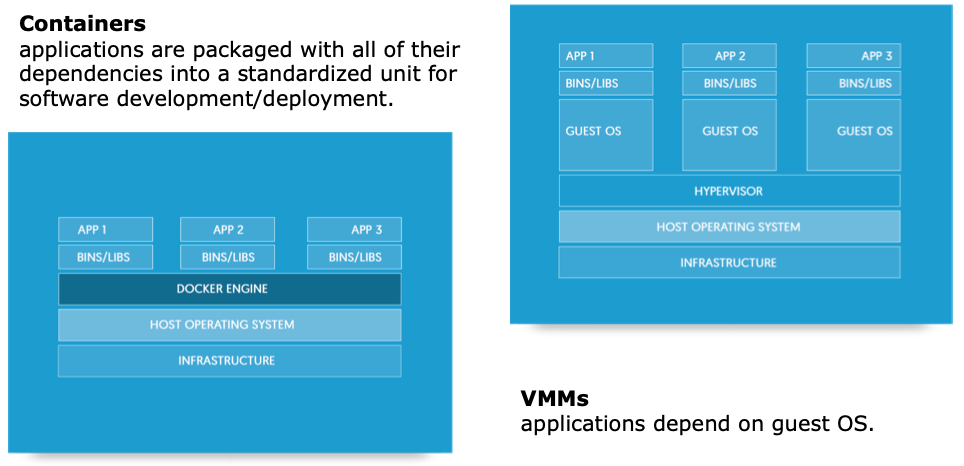 Containers
applications are packaged with all of their
dependencies into a standardized unit for
software development/deployment.
APP 1 APP 2 APP 3
BINS/LIBS BINS/LIBS BINS/LIBS
DOCKER ENGINE
HOST OPERATING SYSTEM
INFRASTRUCTURE
APP 1 APP 2 APP 3
BINS/LIBS BINS/LIBS BINS/LIBS
GUEST OS GUEST OS GUEST OS
HYPERVISOR
HOST OPERATING SYSTEM
INFRASTRUCTURE
VMMs
applications depend on guest OS.